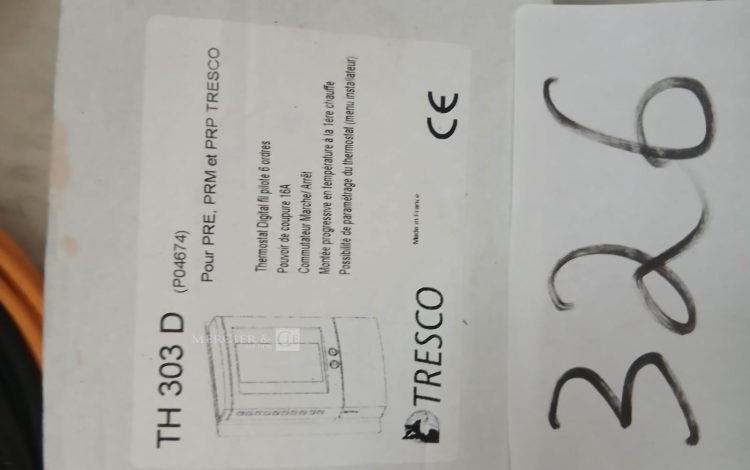 TH 303 D (P04674)
Pour PRE, PRM et PRP TRESCO
Thermostat Digital fil pilote 6 ordres
Pouvoir de coupure 16A
Commutateur Marche/Arrêt
Montée progressive en température à la 1ère chauffe
Possibilité de paramétrage du thermostat (menu installateur)
Made in France
TRESCO
CE
MERCIER & CIE
326